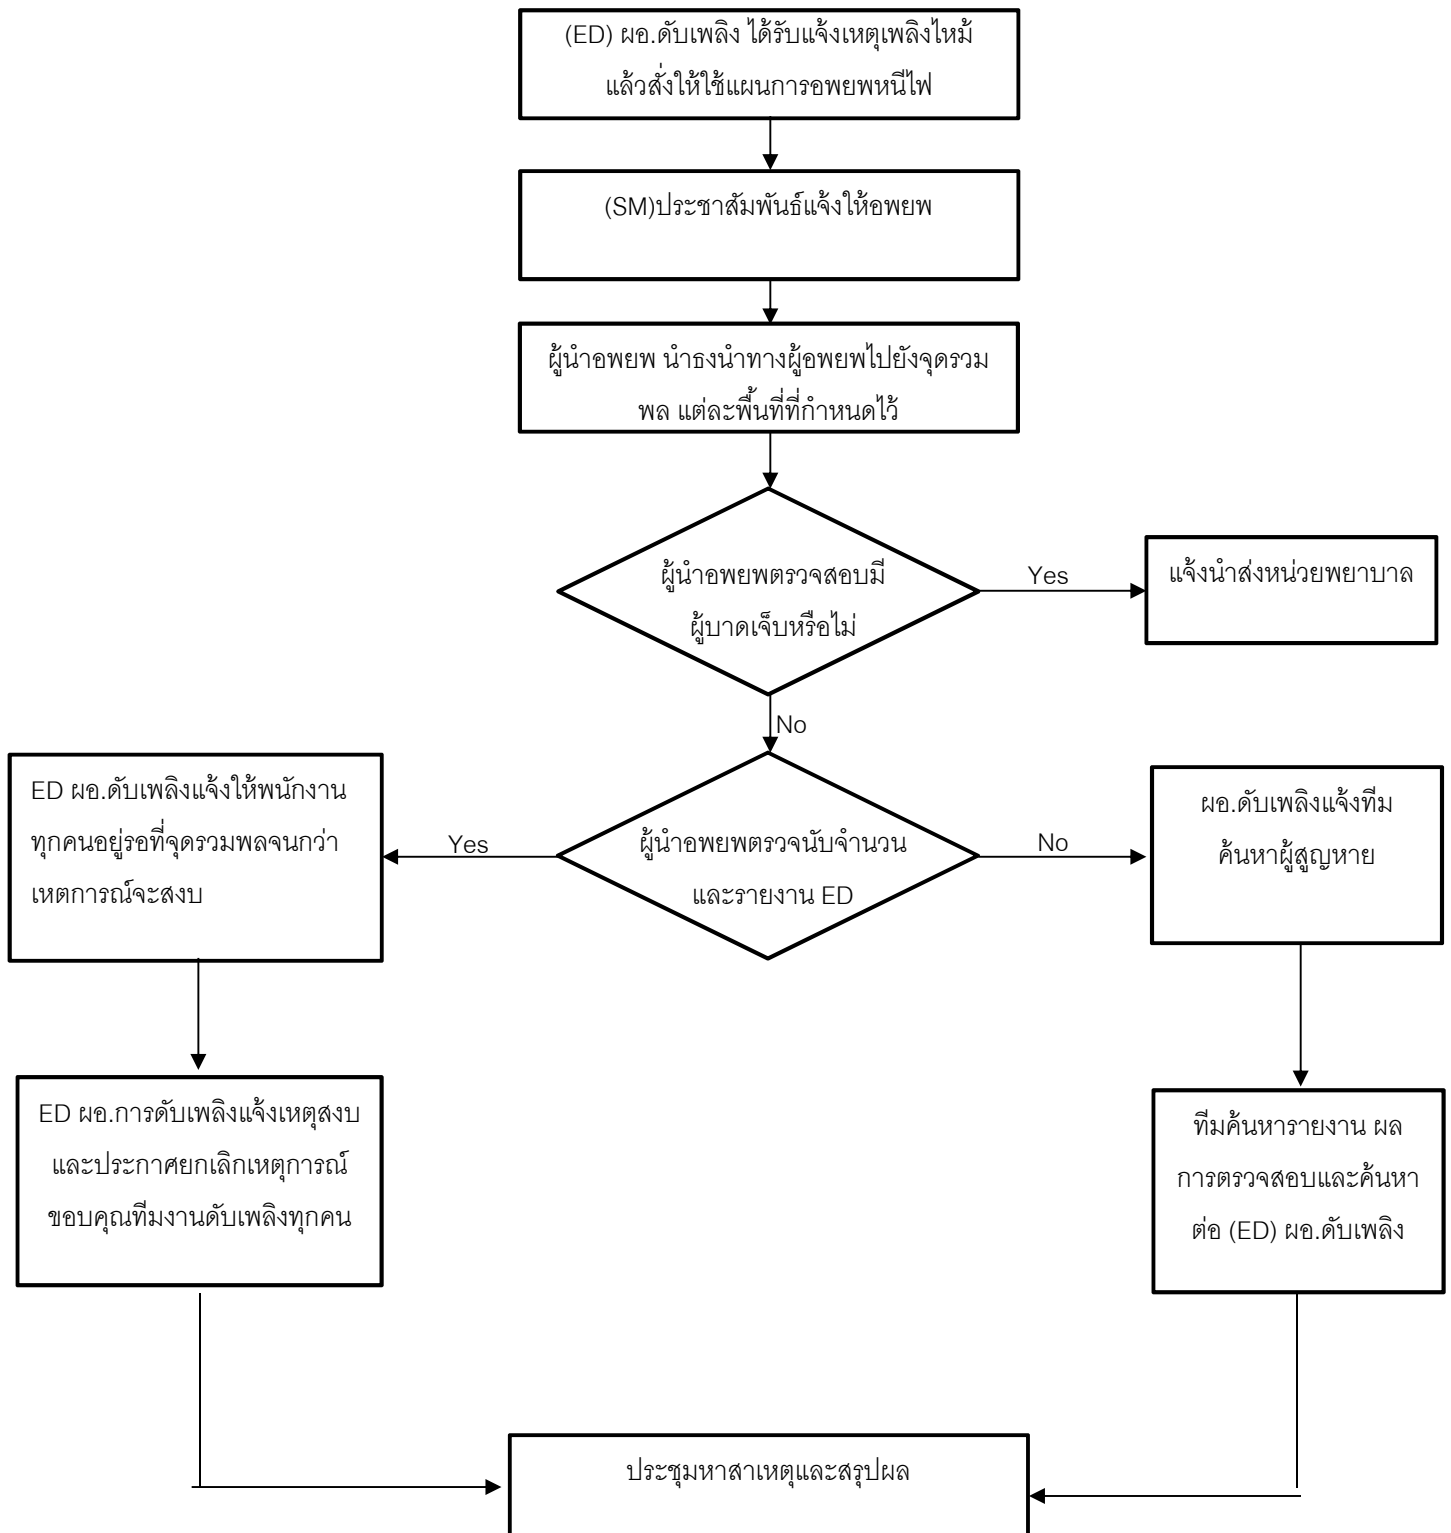 (ED) ผอ.ดับเพลิง ได้รับแจ้งเหตุเพลิงไหม้
แล้วสั่งให้ใช้แผนการอพยพหนีไฟ
(SM)ประชาสัมพันธ์แจ้งให้อพยพ
ผู้นำอพยพ นำธงนำทางผู้อพยพไปยังจุดรวม
พล แต่ละพื้นที่ที่กำหนดไว้
ผู้นำอพยพตรวจสอบมี
ผู้บาดเจ็บหรือไม่
Yes
แจ้งนำส่งหน่วยพยาบาล
No
ED ผอ.ดับเพลิงแจ้งให้พนักงาน
ทุกคนอยู่รอที่จุดรวมพลจนกว่า
เหตการณ์จะสงบ
Yes
ผู้นำอพยพตรวจนับจำนวน
และรายงาน ED
No
ผอ.ดับเพลิงแจ้งทีม
ค้นหาผู้สูญหาย
ED ผอ.การดับเพลิงแจ้งเหตุสงบ
และประกาศยกเลิกเหตุการณ์
ขอบคุณทีมงานดับเพลิงทุกคน
ทีมค้นหารายงาน ผล
การตรวจสอบและค้นหา
ต่อ (ED) ผอ.ดับเพลิง
ประชุมหาสาเหตุและสรุปผล